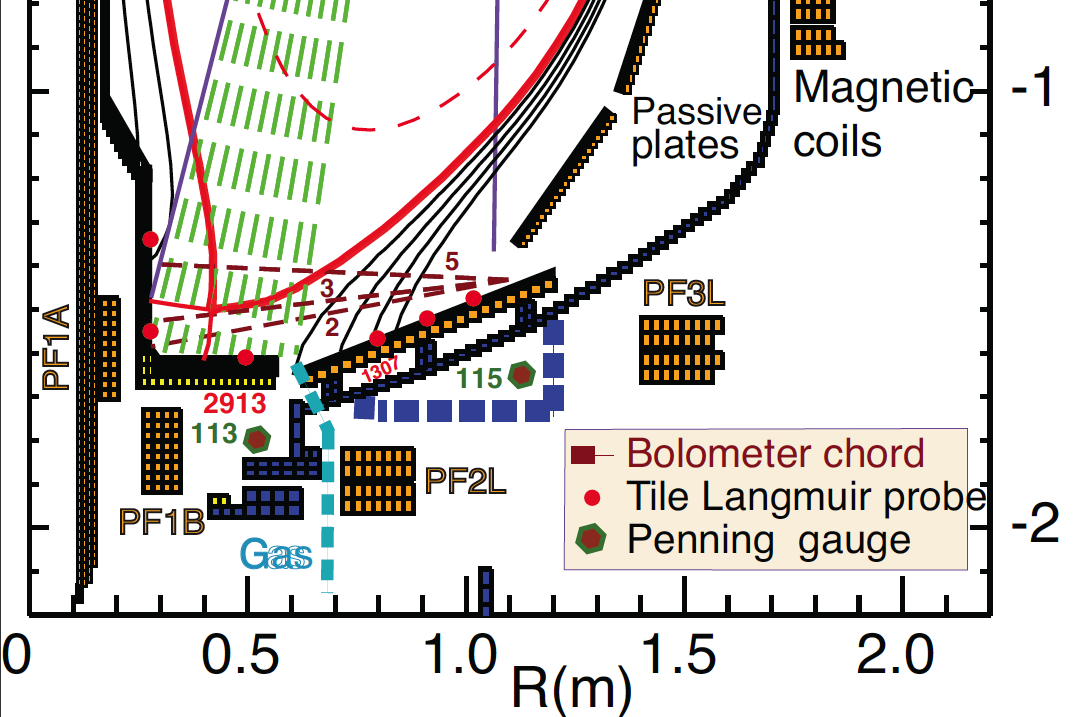 -1
Magnetic
coils
Passive
plates
5
3
2
PF3L
PF1A
1307
115
2913
113
PF1B
PF2L
Gas
Bolometer chord
Tile Langmuir probe
Penning gauge
-2
0 0.5 1.0 1.5 2.0
R(m)